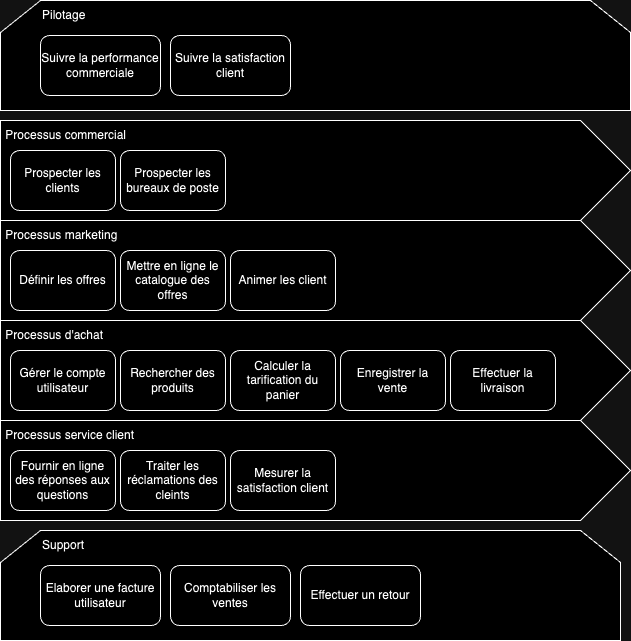 Pilotage
Suivre la performance
commerciale
Suivre la satisfaction
client
Processus commercial
Prospecter les
clients
Prospecter les
bureaux de poste
Processus marketing
Définir les offres
Mettre en ligne le
catalogue des
offres
Animer les client
Processus d'achat
Gérer le compte
utilisateur
Rechercher des
produits
Calculer la
tarification du
panier
Enregistrer la
vente
Effectuer la
livraison
Processus service client
Fournir en ligne
des réponses aux
questions
Traiter les
réclamations des
cleints
Mesurer la
satisfaction client
Support
Elaborer une facture
utilisateur
Comptabiliser les
ventes
Effectuer un retour